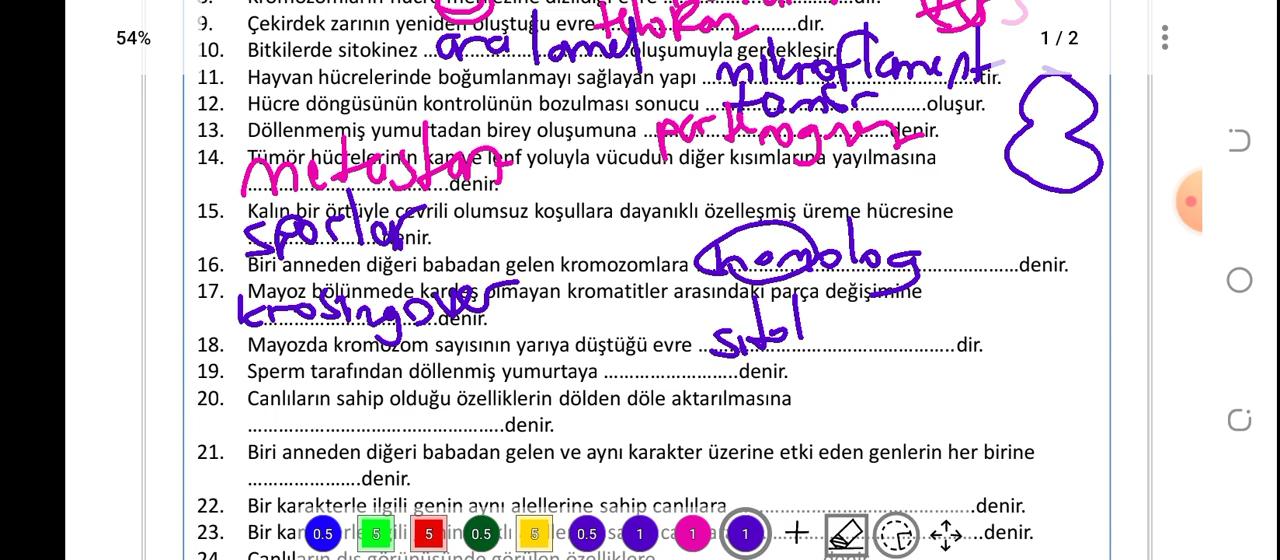 9. Çekirdek zarının yeniden oluştuğu evre telofaz dır.
54%
1 / 2
10. Bitkilerde sitokinez ara lamel oluşumuyla gerçekleşir.
11. Hayvan hücrelerinde boğumlanmayı sağlayan yapı mikroflament tir.
12. Hücre döngüsünün kontrolünün bozulması sonucu ........................................oluşur.
13. Döllenmemiş yumurtadan birey oluşumuna ........................................denir.
14. Tümör hücrelerinin kan ve lenf yoluyla vücudun diğer kısımlarına yayılmasına
metastaz denir.
15. Kalın bir örtüyle çevrili olumsuz koşullara dayanıklı özelleşmiş üreme hücresine
sporlar denir.
16. Biri anneden diğeri babadan gelen kromozomlara homolog denir.
17. Mayoz bölünmede kardeş olmayan kromatitler arasındaki parça değişimine
krosingover denir.
18. Mayozda kromozom sayısının yarıya düştüğü evre ........................................dir.
19. Sperm tarafından döllenmiş yumurtaya ........................denir.
20. Canlıların sahip olduğu özelliklerin dölden döle aktarılmasına
.............................................denir.
21. Biri anneden diğeri babadan gelen ve aynı karakter üzerine etki eden genlerin her birine
....................denir.
22. Bir karakterle ilgili genin aynı alellerine sahip canlılara ........................................denir.
23. Bir denir.
0.5 5 5 0.5 5 0.5 1 1 1
24.